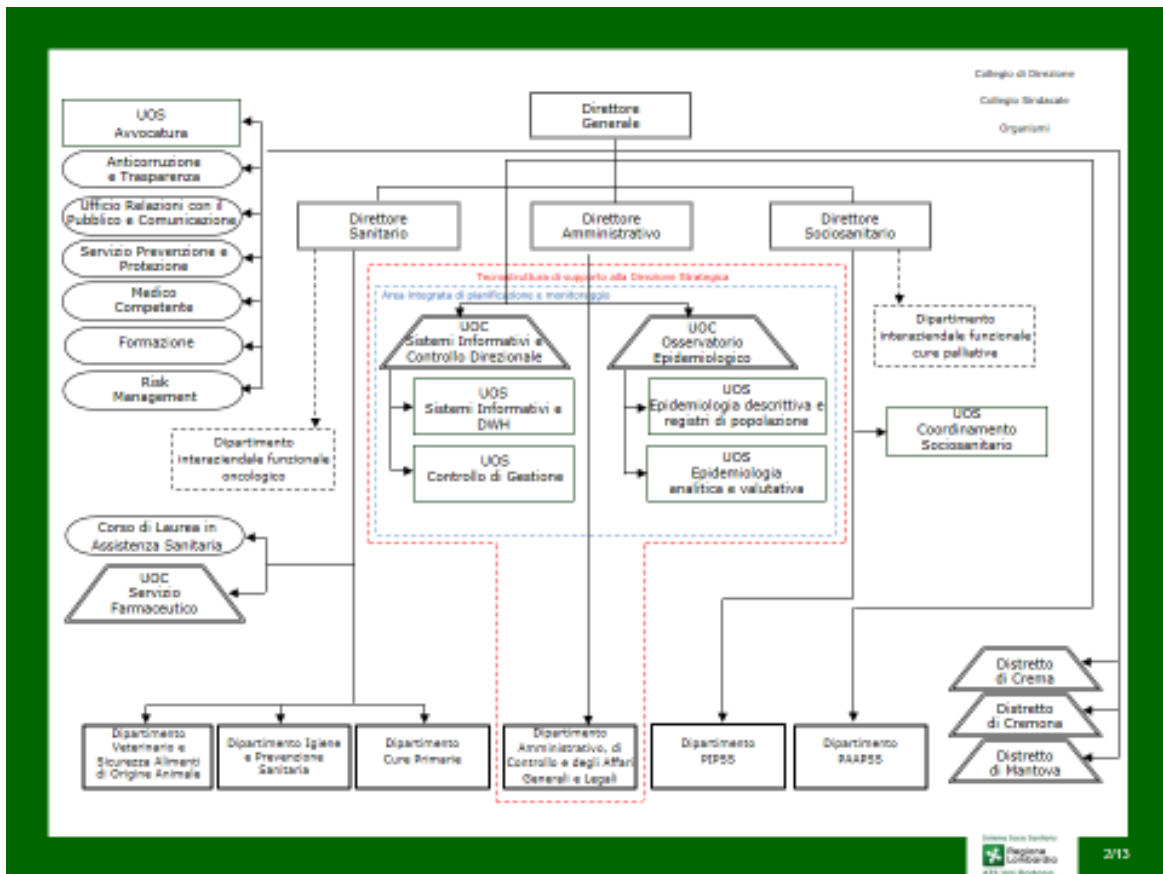 Collegio di Direzione
Collegio Sindacale
Organismi
Direttore
Generale
UOS
Avvocatura
Anticorruzione
e Trasparenza
Ufficio Relazioni con il
Pubblico e Comunicazione
Servizio Prevenzione e
Protezione
Medico
Competente
Formazione
Risk
Management
Direttore
Sanitario
Direttore
Amministrativo
Direttore
Sociosanitario
Tecnostruttura di supporto alla Direzione Strategica
Area integrata di pianificazione e monitoraggio
UOC
Sistemi Informativi e
Controllo Direzionale
UOC
Osservatorio
Epidemiologico
UOS
Sistemi Informativi e
DWH
UOS
Controllo di Gestione
UOS
Epidemiologia descrittiva e
registri di popolazione
UOS
Epidemiologia
analitica e valutativa
Dipartimento
interaziendale funzionale
cure palliative
UOS
Coordinamento
Sociosanitario
Dipartimento
interaziendale funzionale
oncologico
Corso di Laurea in
Assistenza Sanitaria
UOC
Servizio
Farmaceutico
Dipartimento
Veterinario e
Sicurezza Alimenti
di Origine Animale
Dipartimento Igiene
e Prevenzione
Sanitaria
Dipartimento
Cure Primarie
Dipartimento
Amministrativo, di
Controllo e degli Affari
Generali e Legali
Dipartimento
PIPSS
Dipartimento
PAAPSS
Distretto
di Crema
Distretto
di Cremona
Distretto
di Mantova
Sistema Socio Sanitario
Regione
Lombardia
2/13